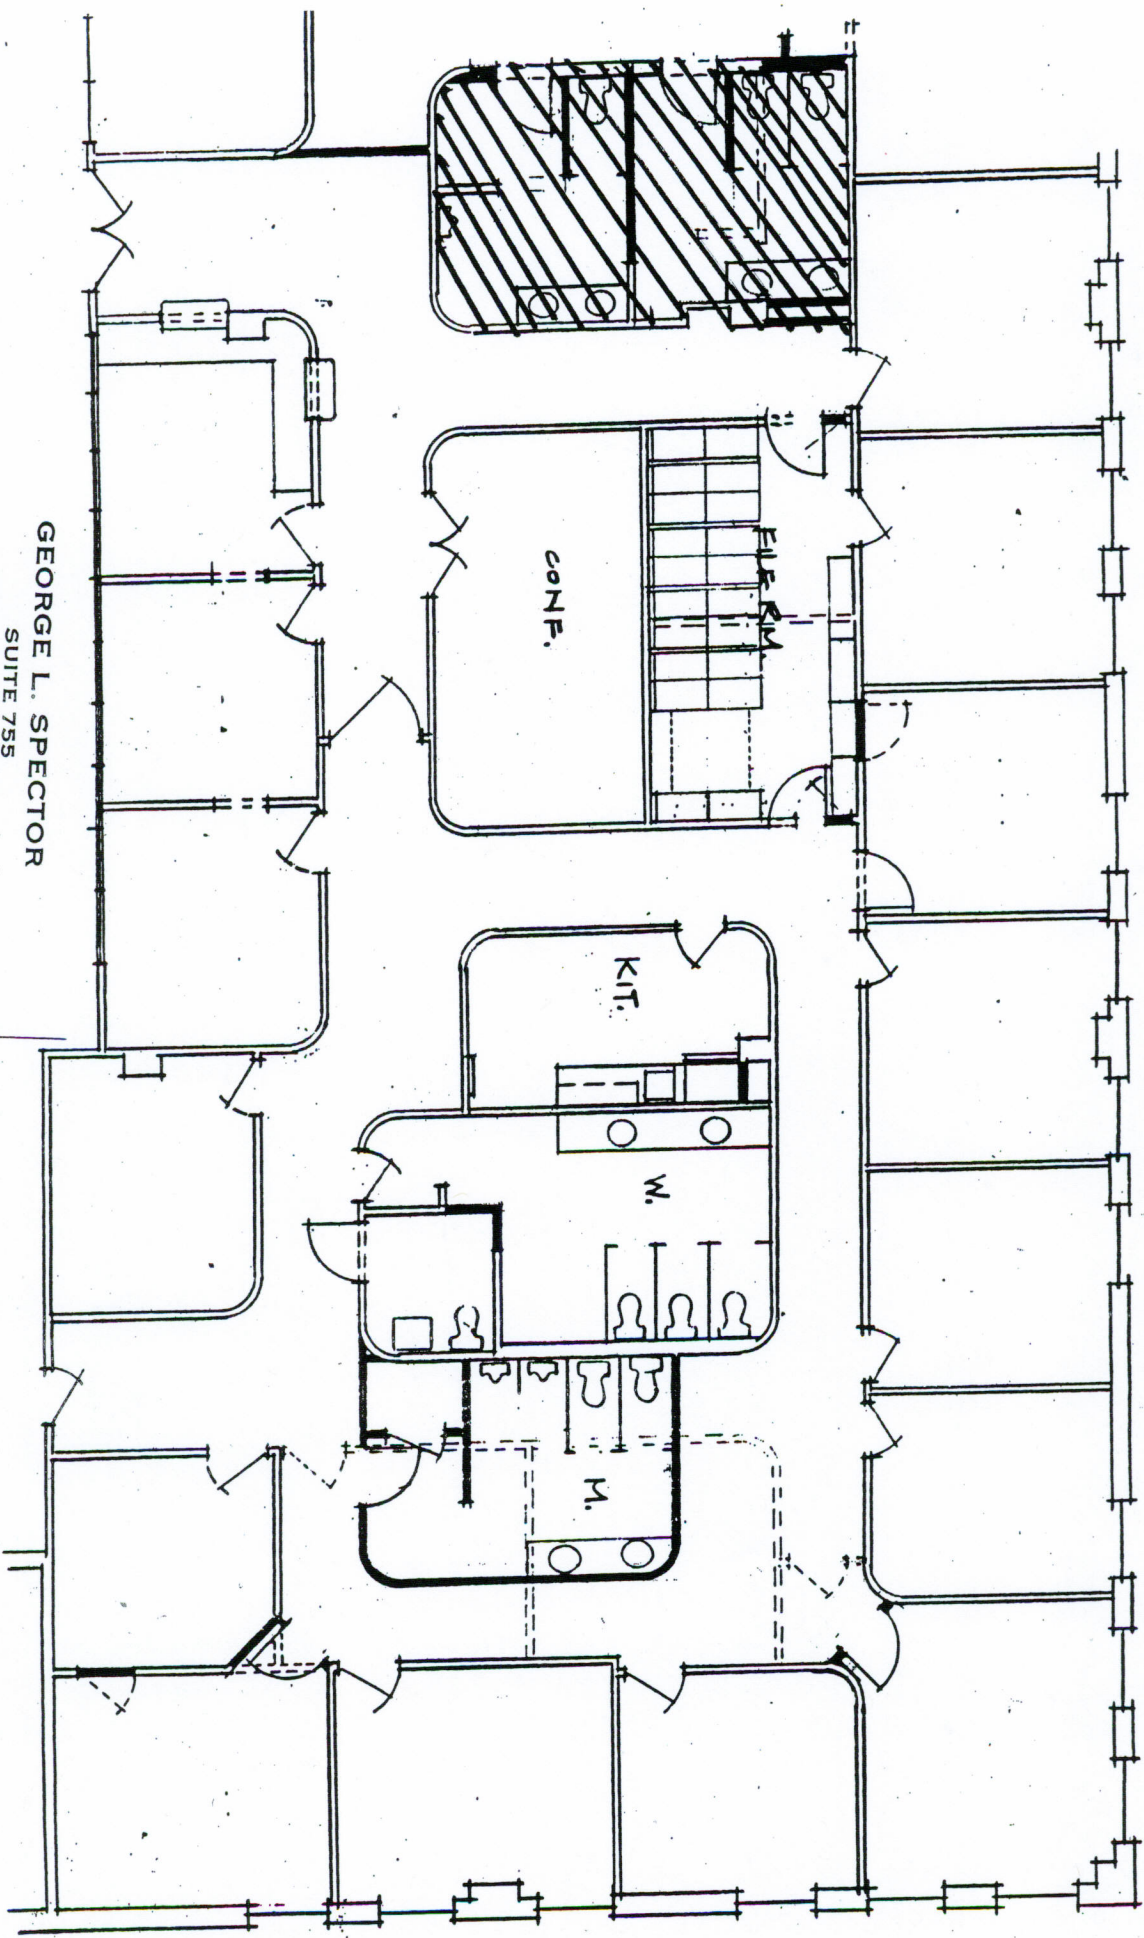 FILE RM.
CONF.
KIT.
W.
M.
GEORGE L. SPECTOR
SUITE 755